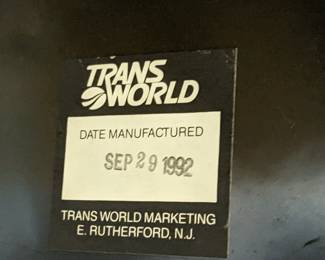 TRANS
WORLD
DATE MANUFACTURED
SEP 29 1992
TRANS WORLD MARKETING
E. RUTHERFORD, N.J.